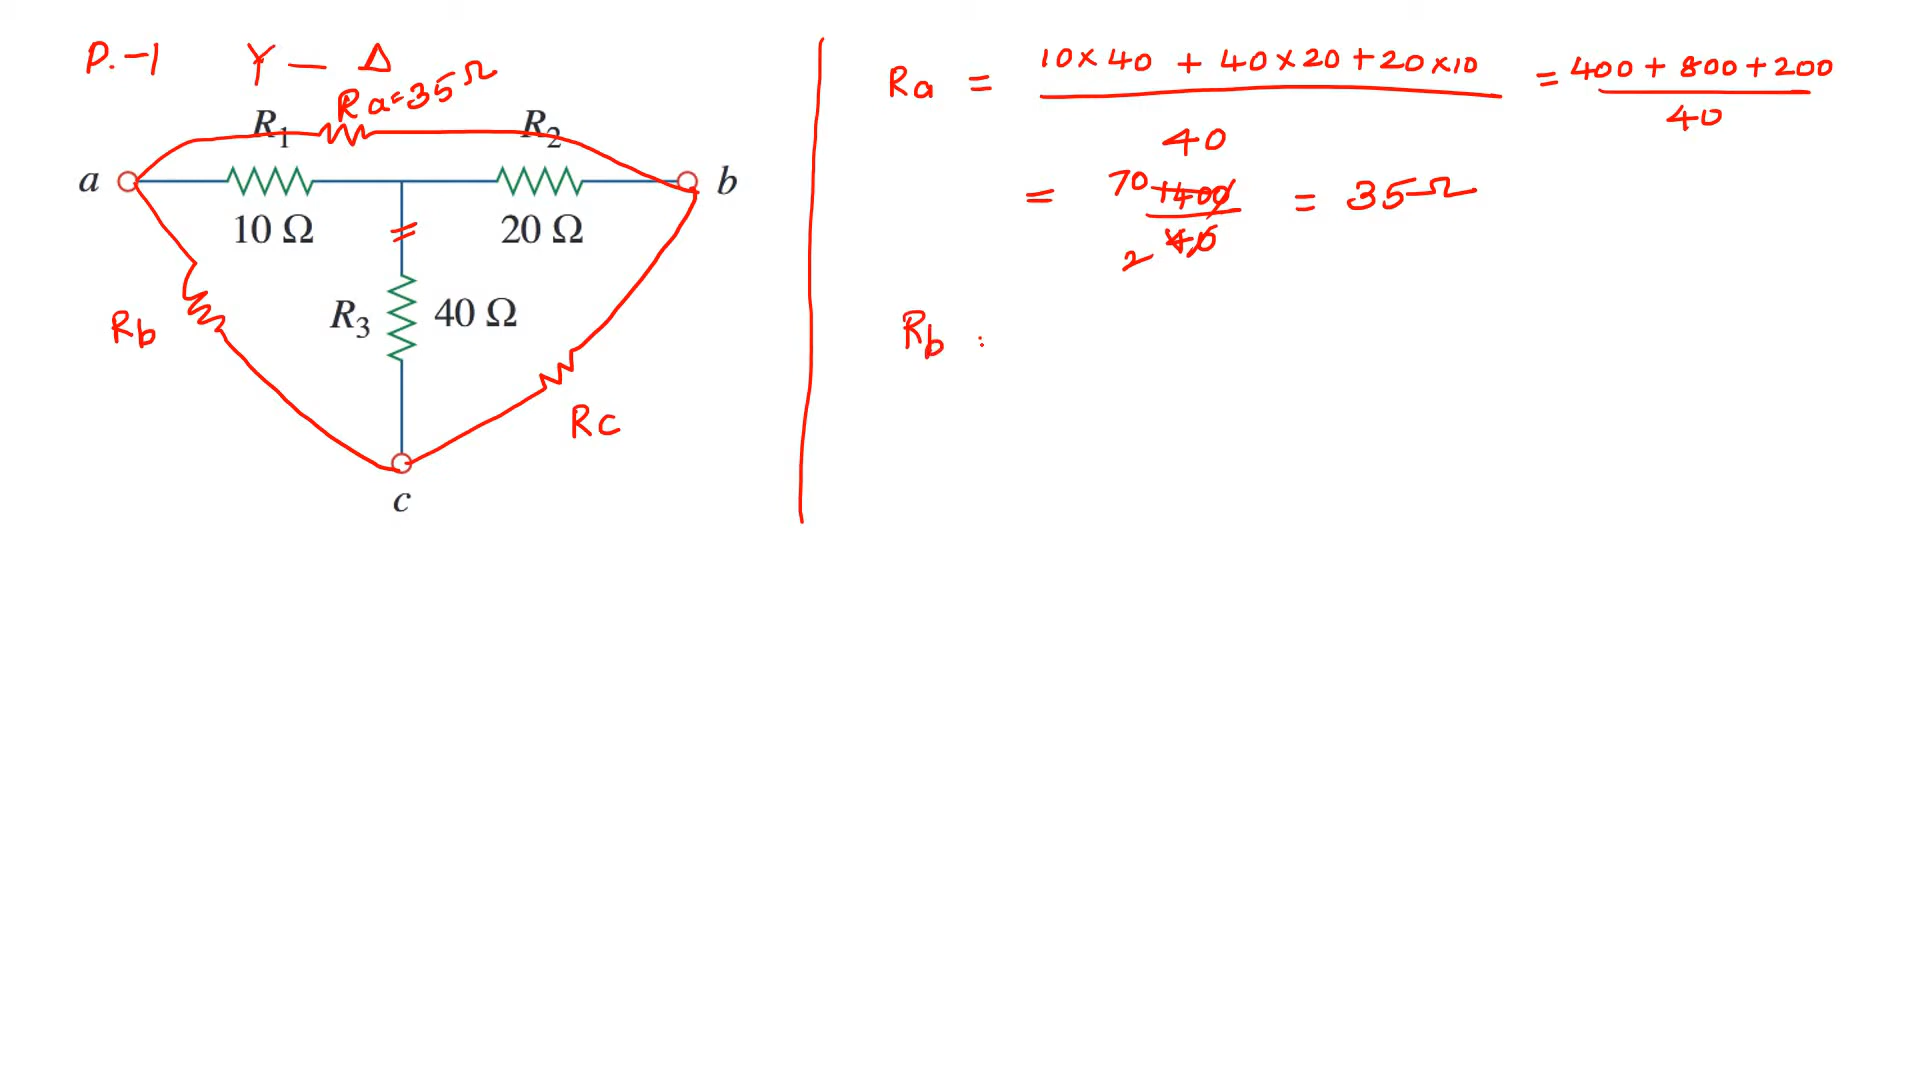 P.-1 Y — Δ
Ra=35Ω
R1 R2
a b
10 Ω 20 Ω
R3 40 Ω
Rb
Rc
c
Ra = 10×40 + 40×20+20×10 / 40 = 400 + 800+200 / 40
= 70 1400 / 2 40 = 35Ω
Rb :